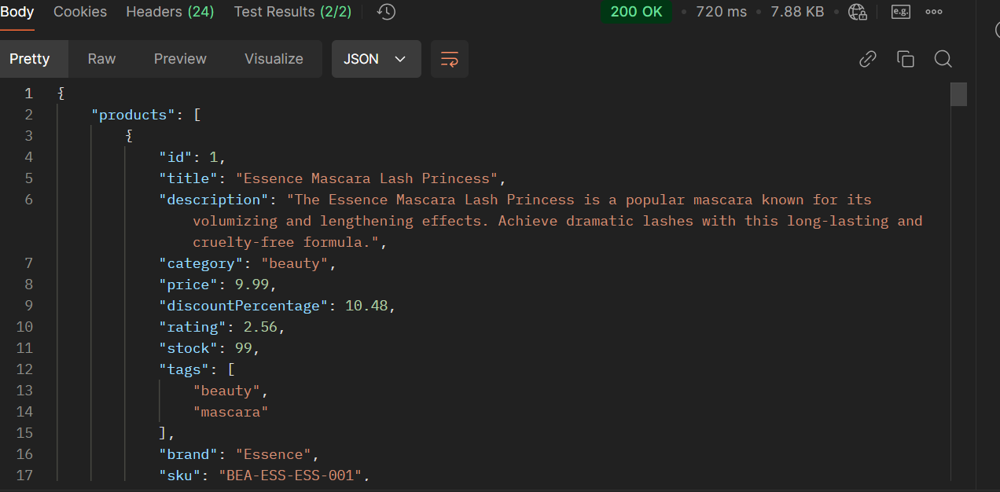 Body Cookies Headers (24) Test Results (2/2) 200 OK • 720 ms • 7.88 KB • e.g.
Pretty Raw Preview Visualize JSON
1 {
2 "products": [
3 {
4 "id": 1,
5 "title": "Essence Mascara Lash Princess",
6 "description": "The Essence Mascara Lash Princess is a popular mascara known for its
volumizing and lengthening effects. Achieve dramatic lashes with this long-lasting and
cruelty-free formula.",
7 "category": "beauty",
8 "price": 9.99,
9 "discountPercentage": 10.48,
10 "rating": 2.56,
11 "stock": 99,
12 "tags": [
13 "beauty",
14 "mascara"
15 ],
16 "brand": "Essence",
17 "sku": "BEA-ESS-ESS-001",